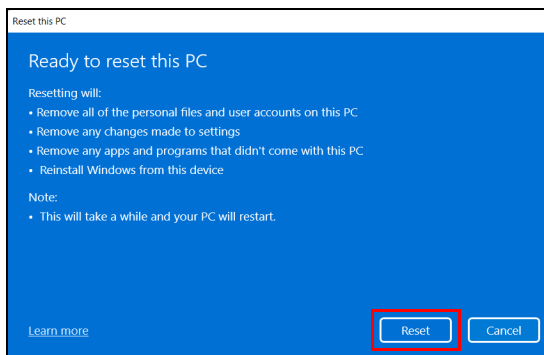 Reset this PC
Ready to reset this PC
Resetting will:
• Remove all of the personal files and user accounts on this PC
• Remove any changes made to settings
• Remove any apps and programs that didn't come with this PC
• Reinstall Windows from this device
Note:
• This will take a while and your PC will restart.
Learn more
Reset
Cancel